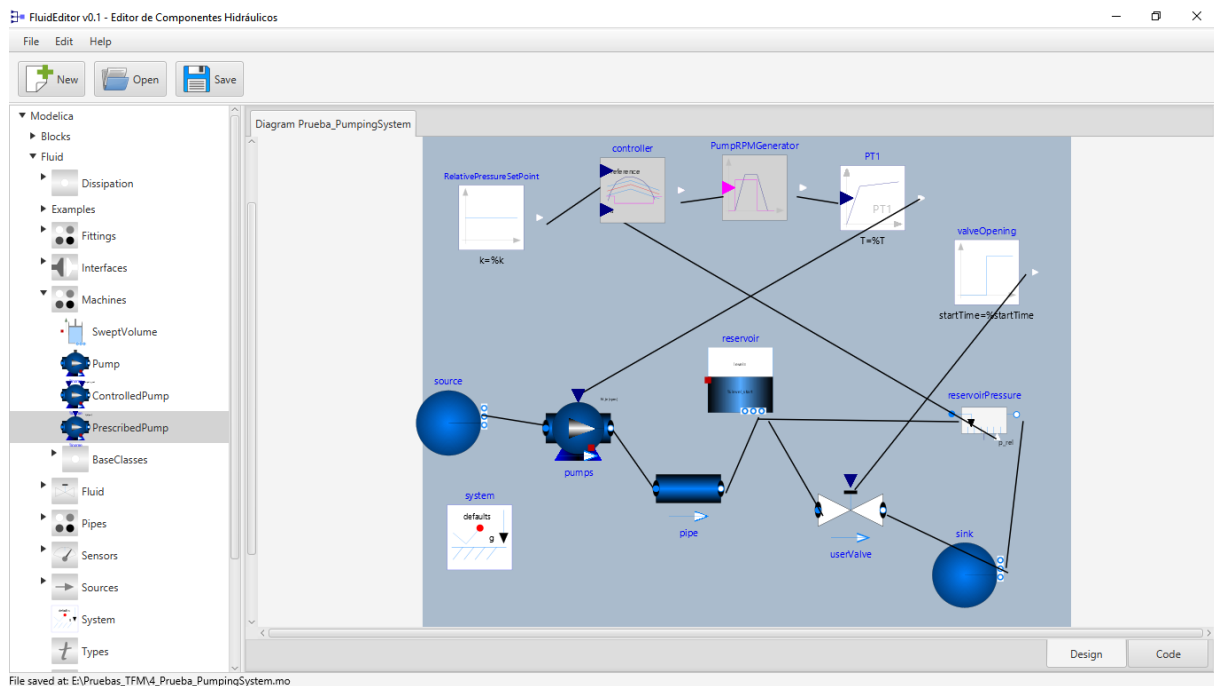 FluidEditor v0.1 - Editor de Componentes Hidráulicos
File Edit Help
New Open Save
Modelica
Blocks
Fluid
Dissipation
Examples
Fittings
Interfaces
Machines
SweptVolume
Pump
ControlledPump
PrescribedPump
BaseClasses
Fluid
Pipes
Sensors
Sources
System
Types
Diagram Prueba_PumpingSystem
controller
PumpRPMGenerator
PT1
RelativePressureSetPoint
reference
PT1
k=%k
T=%T
valveOpening
startTime=%startTime
reservoir
source
reservoirPressure
p_rel
pumps
system
defaults
g
pipe
userValve
sink
Design Code
File saved at: E:\Pruebas_TFM\4_Prueba_PumpingSystem.mo